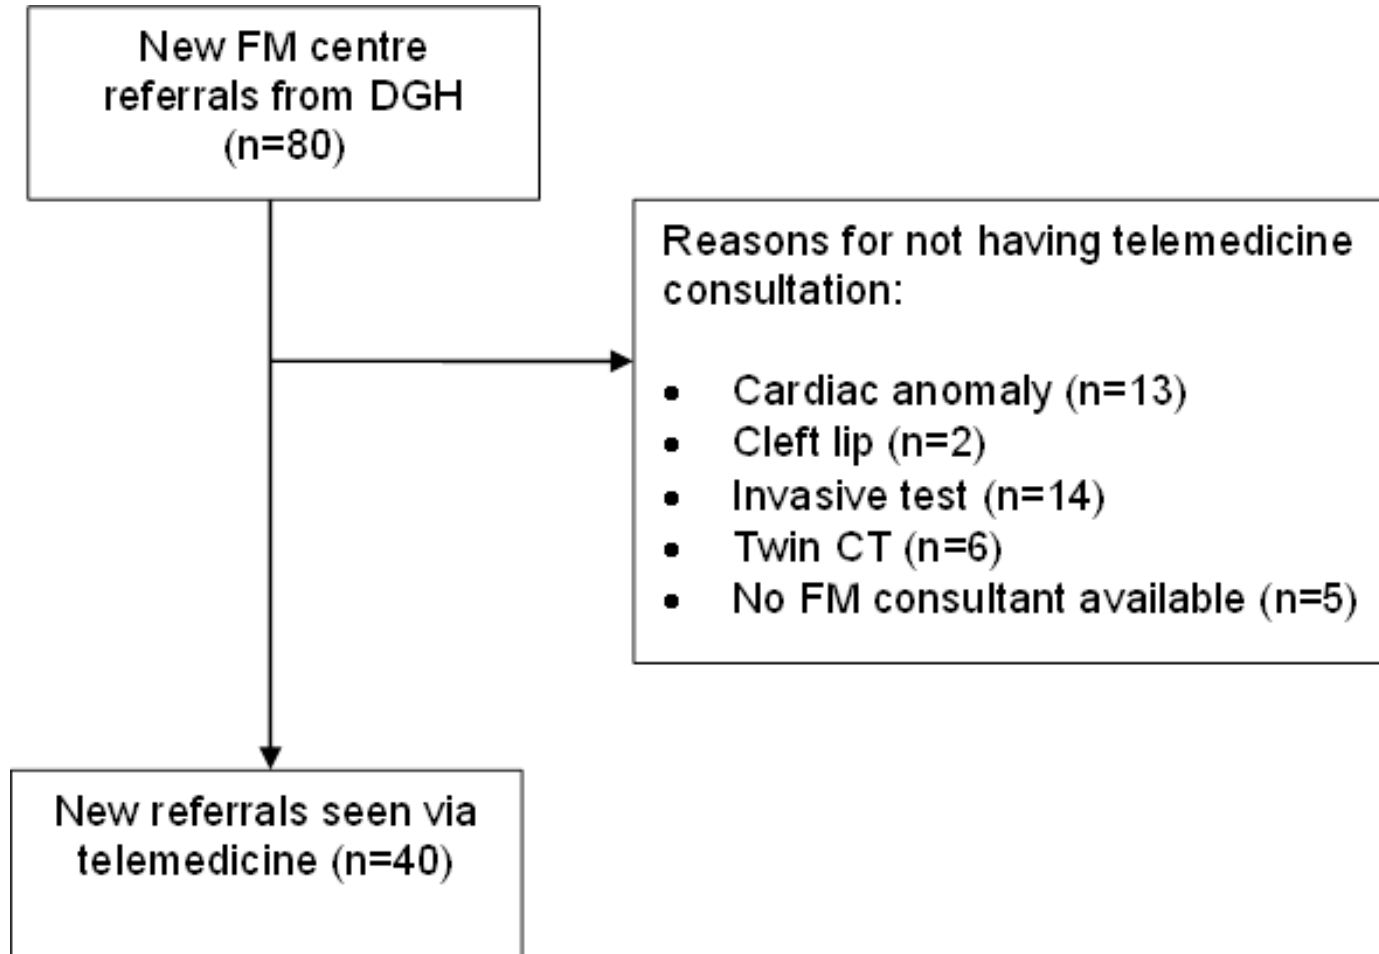 New FM centre
referrals from DGH
(n=80)
Reasons for not having telemedicine
consultation:
• Cardiac anomaly (n=13)
• Cleft lip (n=2)
• Invasive test (n=14)
• Twin CT (n=6)
• No FM consultant available (n=5)
New referrals seen via
telemedicine (n=40)